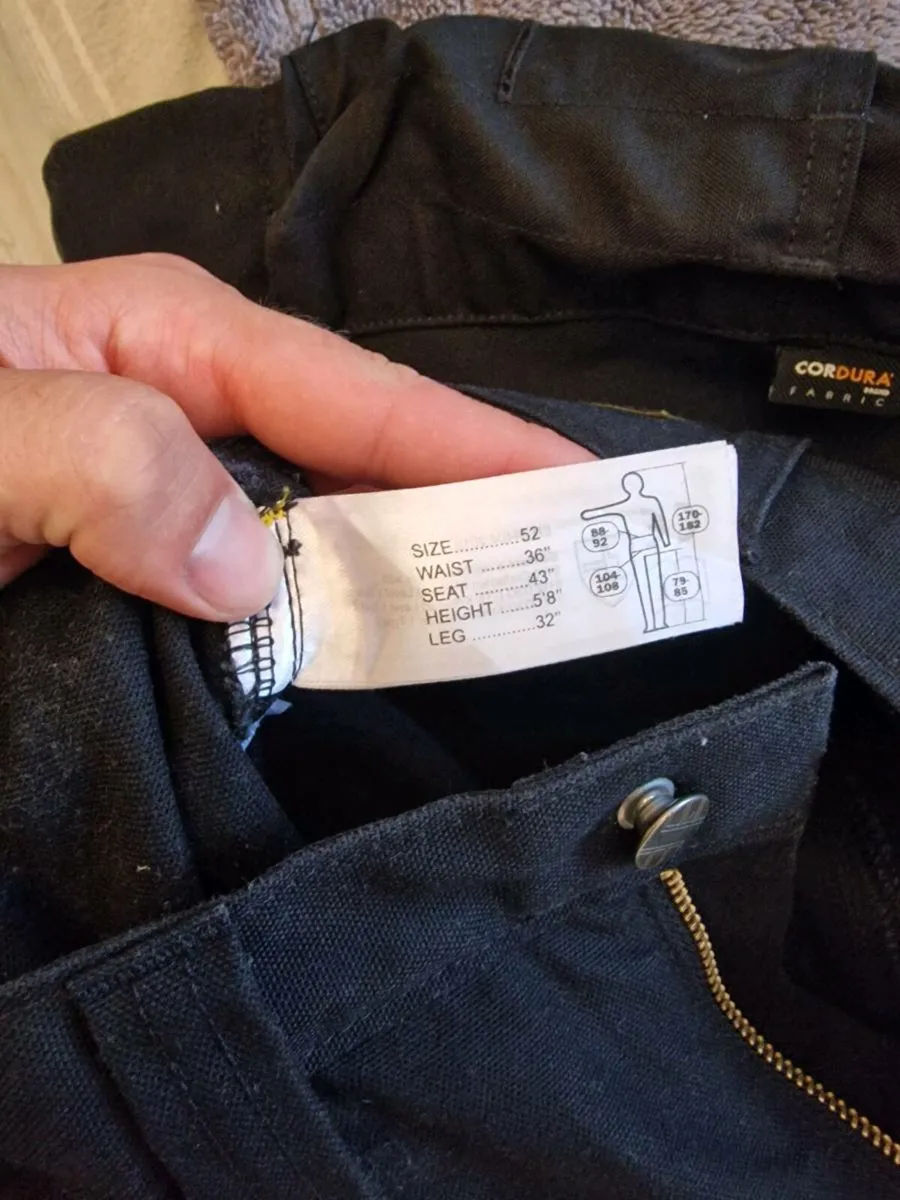 CORDURA
BRAND
FABRIC
SIZE.............52
WAIST .........36"
SEAT ...........43"
HEIGHT ......5'8"
LEG .............32"
88-
92
170-
182
104-
108
79-
85